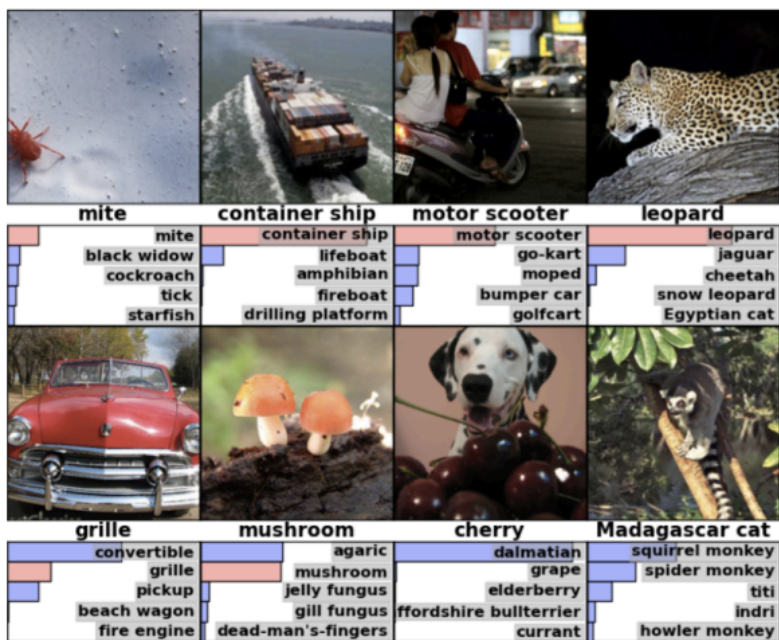 mite
container ship
motor scooter
leopard
mite
black widow
cockroach
tick
starfish
container ship
lifeboat
amphibian
fireboat
drilling platform
motor scooter
go-kart
moped
bumper car
golfcart
leopard
jaguar
cheetah
snow leopard
Egyptian cat
grille
mushroom
cherry
Madagascar cat
convertible
grille
pickup
beach wagon
fire engine
agaric
mushroom
jelly fungus
gill fungus
dead-man's-fingers
dalmatian
grape
elderberry
ffordshire bullterrier
currant
squirrel monkey
spider monkey
titi
indri
howler monkey